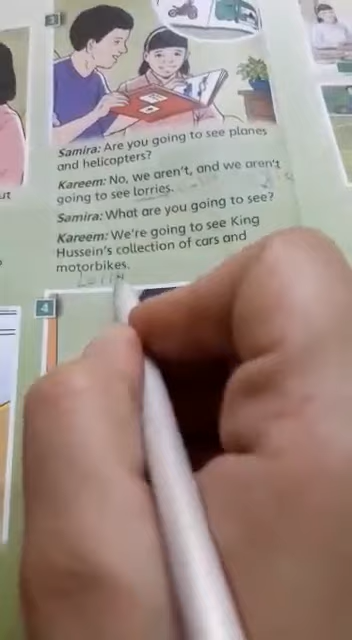 3
Samira: Are you going to see planes
and helicopters?
Kareem: No, we aren't, and we aren't
going to see lorries.
Samira: What are you going to see?
Kareem: We're going to see King
Hussein's collection of cars and
motorbikes.
4